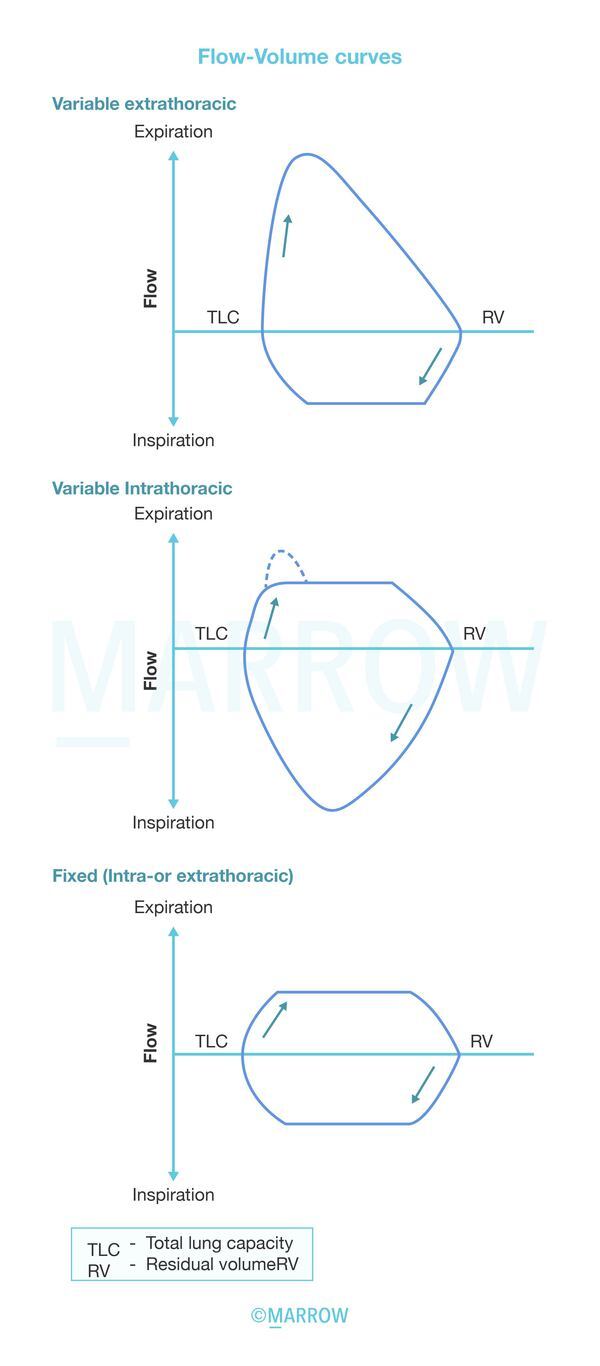 Flow-Volume curves
Variable extrathoracic
Expiration
Flow
TLC
RV
Inspiration
Variable Intrathoracic
Expiration
Flow
TLC
RV
Inspiration
MARROW
Fixed (Intra-or extrathoracic)
Expiration
Flow
TLC
RV
Inspiration
TLC - Total lung capacity
RV - Residual volumeRV
©MARROW